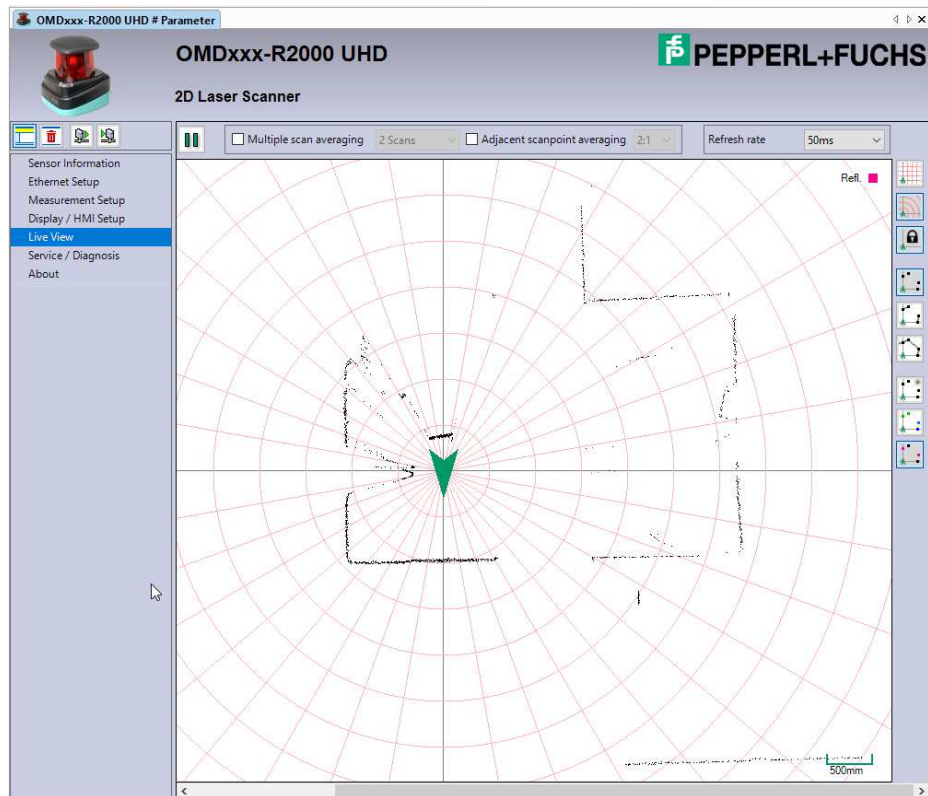 OMDxxx-R2000 UHD # Parameter
OMDxxx-R2000 UHD
PEPPERL+FUCHS
2D Laser Scanner
Multiple scan averaging 2 Scans Adjacent scanpoint averaging 2:1 Refresh rate 50ms
Sensor Information
Ethernet Setup
Measurement Setup
Display / HMI Setup
Live View
Service / Diagnosis
About
Refl.
500mm